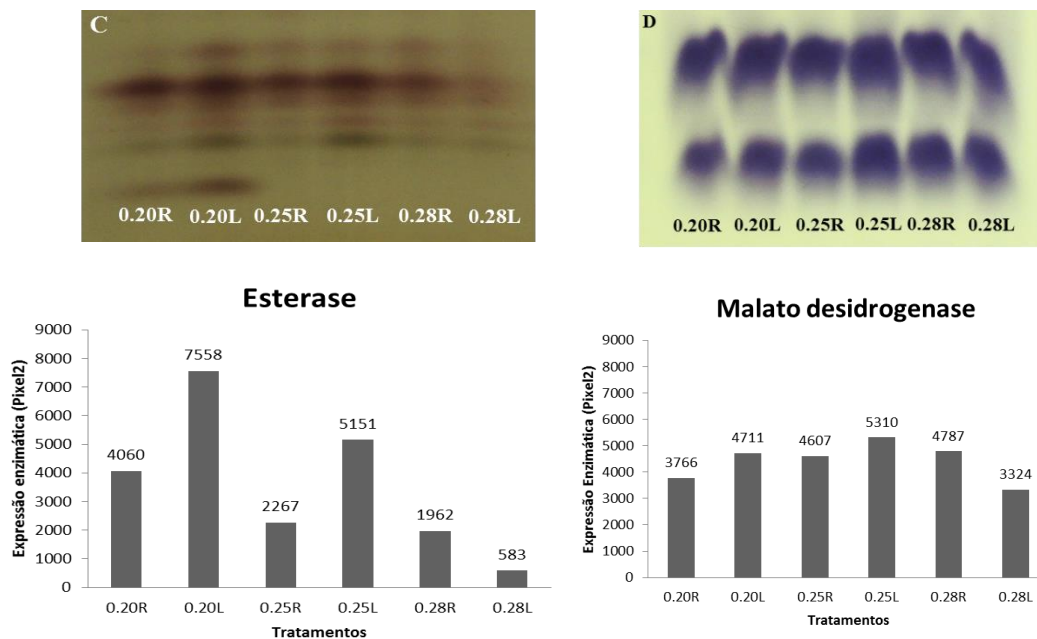 C
0.20R 0.20L 0.25R 0.25L 0.28R 0.28L
D
0.20R 0.20L 0.25R 0.25L 0.28R 0.28L
Esterase
Expressão enzimática (Pixel2)
9000
8000
7000
6000
5000
4000
3000
2000
1000
0
4060
7558
2267
5151
1962
583
0.20R 0.20L 0.25R 0.25L 0.28R 0.28L
Tratamentos
Malato desidrogenase
Expressão Enzimática (Pixel2)
9000
8000
7000
6000
5000
4000
3000
2000
1000
0
3766
4711
4607
5310
4787
3324
0.20R 0.20L 0.25R 0.25L 0.28R 0.28L
Tratamentos